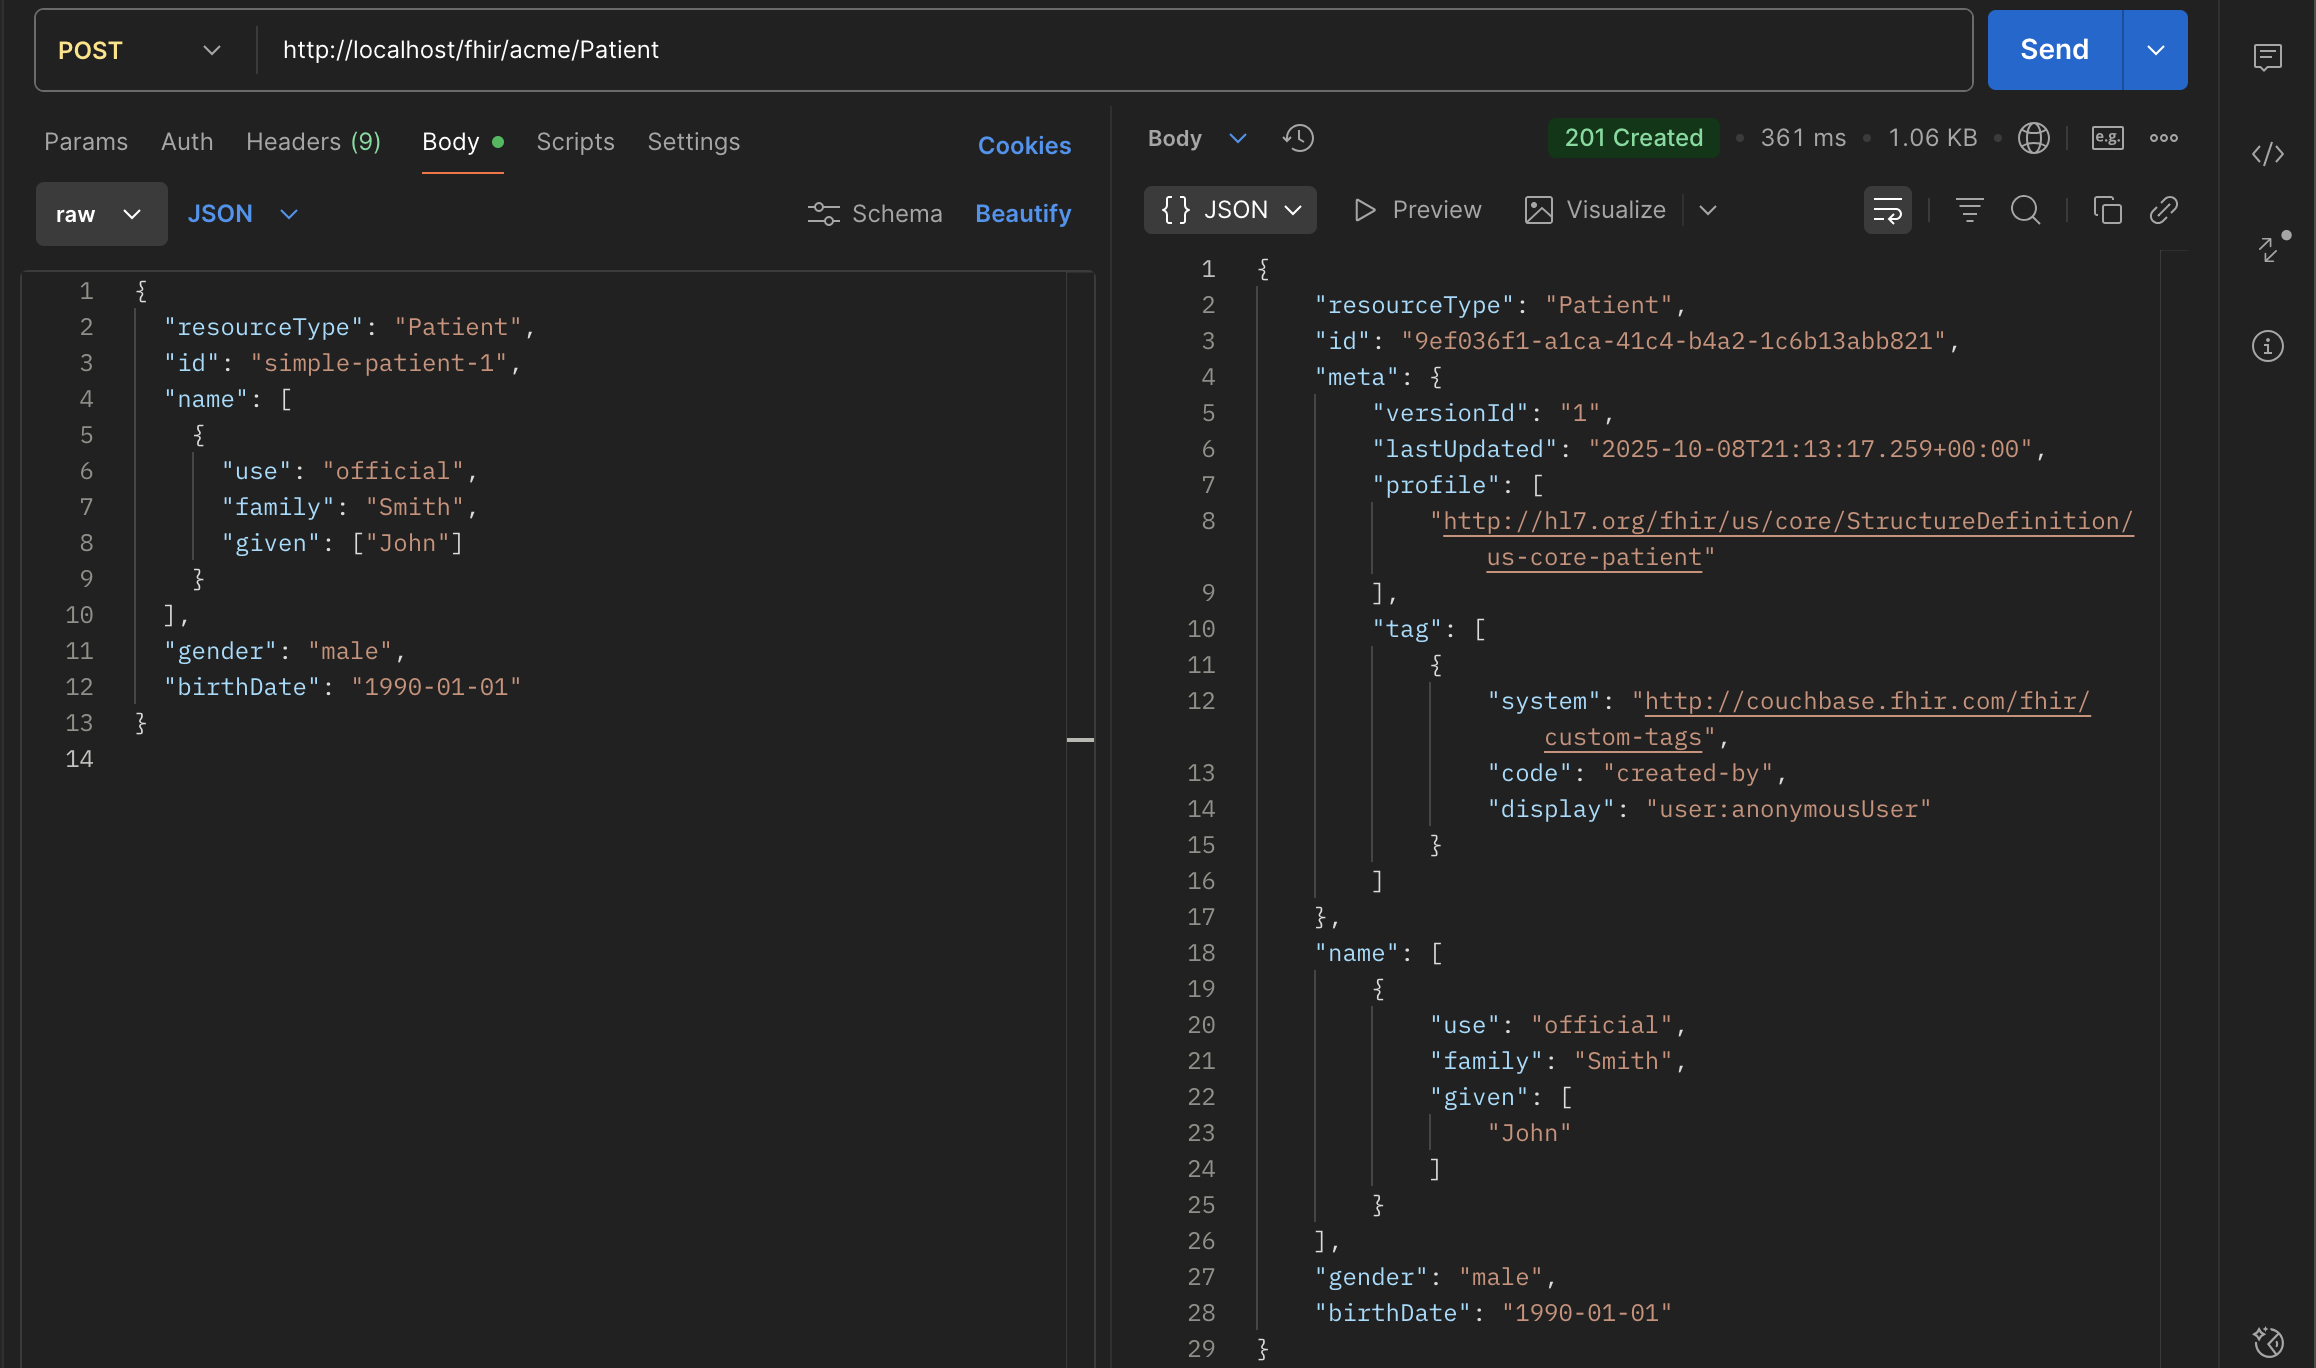 POST
http://localhost/fhir/acme/Patient
Send
Params Auth Headers (9) Body Scripts Settings
Cookies
raw JSON
Schema Beautify
1 {
2 "resourceType": "Patient",
3 "id": "simple-patient-1",
4 "name": [
5 {
6 "use": "official",
7 "family": "Smith",
8 "given": ["John"]
9 }
10 ],
11 "gender": "male",
12 "birthDate": "1990-01-01"
13 }
14
Body
201 Created • 361 ms • 1.06 KB •
e.g.
{} JSON Preview Visualize
1 {
2 "resourceType": "Patient",
3 "id": "9ef036f1-a1ca-41c4-b4a2-1c6b13abb821",
4 "meta": {
5 "versionId": "1",
6 "lastUpdated": "2025-10-08T21:13:17.259+00:00",
7 "profile": [
8 "http://hl7.org/fhir/us/core/StructureDefinition/
us-core-patient"
9 ],
10 "tag": [
11 {
12 "system": "http://couchbase.fhir.com/fhir/
custom-tags",
13 "code": "created-by",
14 "display": "user:anonymousUser"
15 }
16 ]
17 },
18 "name": [
19 {
20 "use": "official",
21 "family": "Smith",
22 "given": [
23 "John"
24 ]
25 }
26 ],
27 "gender": "male",
28 "birthDate": "1990-01-01"
29 }